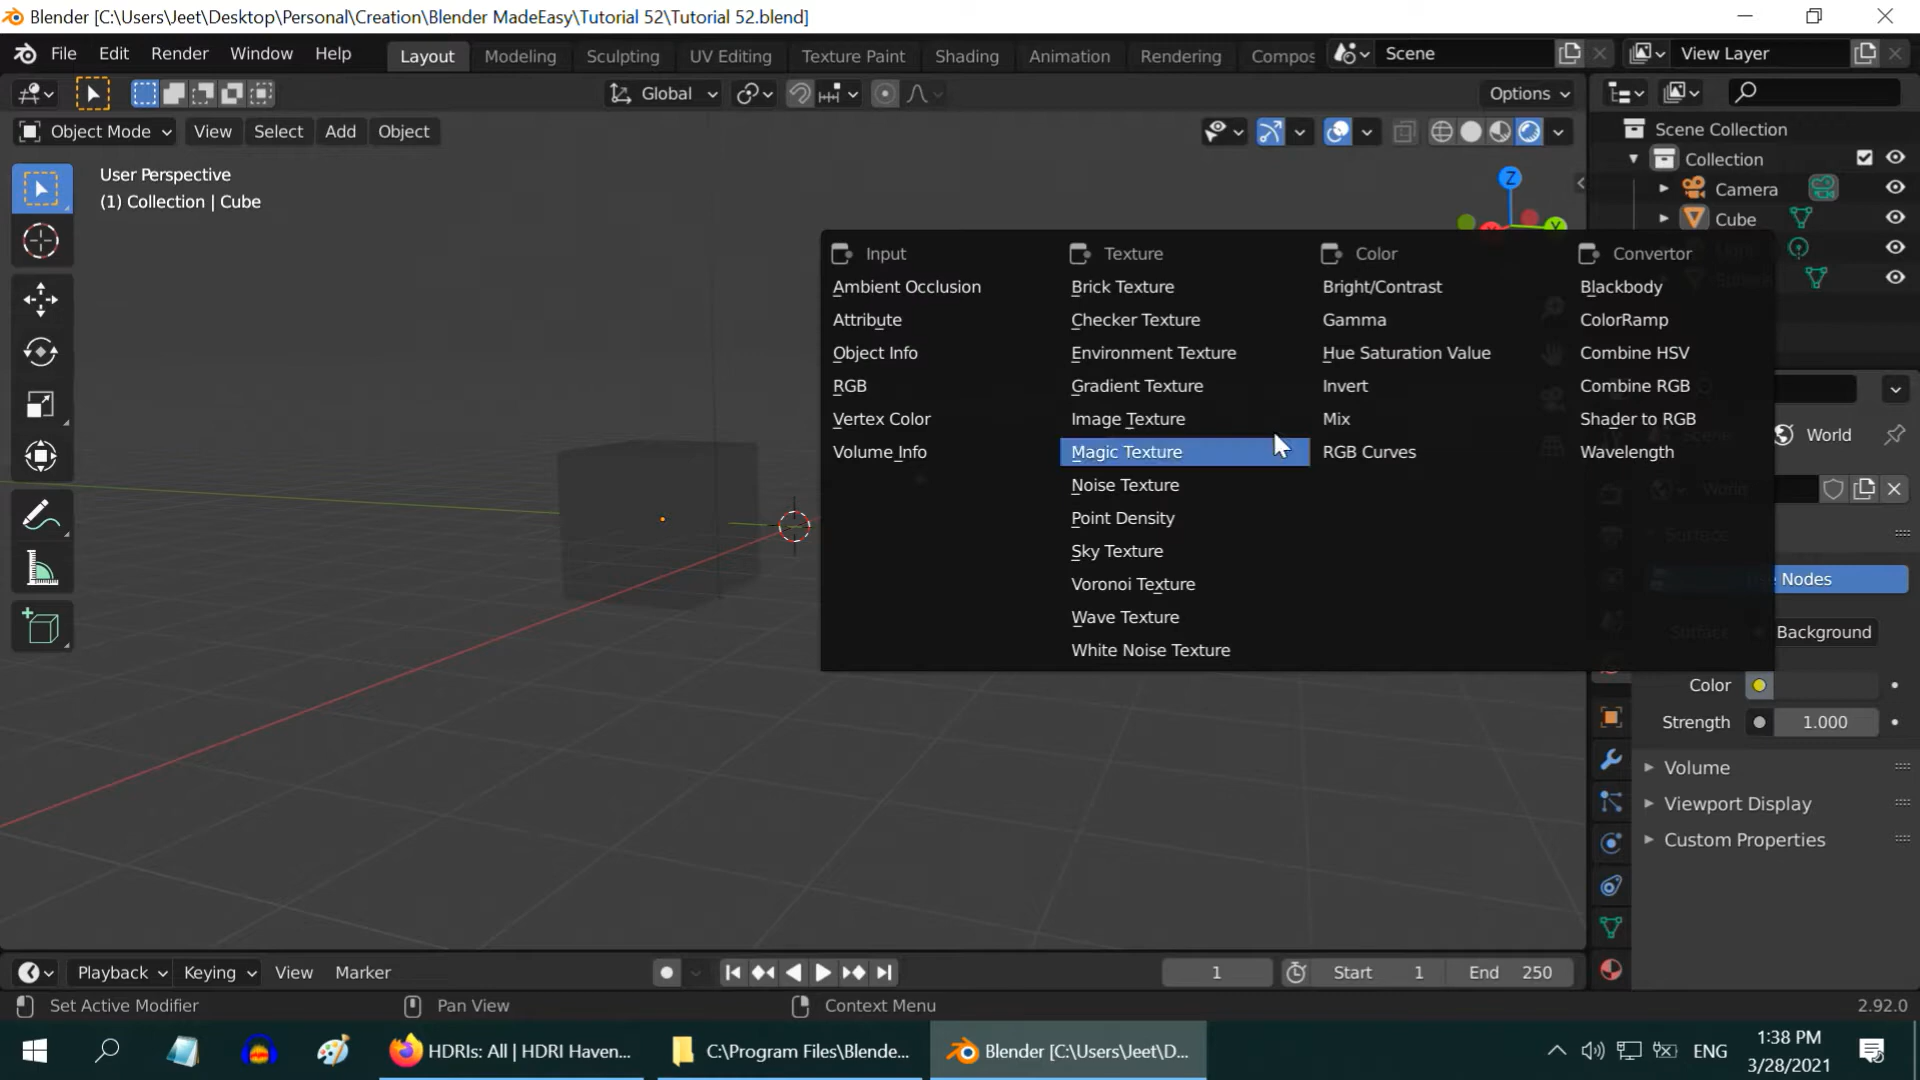 Blender [C:\Users\Jeet\Desktop\Personal\Creation\Blender MadeEasy\Tutorial 52\Tutorial 52.blend]
File Edit Render Window Help Layout Modeling Sculpting UV Editing Texture Paint Shading Animation Rendering Compos Scene View Layer
Global Options
Object Mode View Select Add Object
Scene Collection
User Perspective
(1) Collection | Cube
Collection
Camera
Cube
Z
Input Texture Color Convertor
Ambient Occlusion Brick Texture Bright/Contrast Blackbody
Attribute Checker Texture Gamma ColorRamp
Object Info Environment Texture Hue Saturation Value Combine HSV
RGB Gradient Texture Invert Combine RGB
Vertex Color Image Texture Mix Shader to RGB
Volume Info Magic Texture RGB Curves Wavelength
Noise Texture
Point Density
Sky Texture
Voronoi Texture
Wave Texture
White Noise Texture
World
World
Surface
Nodes
Surface Background
Color
Strength 1.000
Volume
Viewport Display
Custom Properties
Playback Keying View Marker 1 Start 1 End 250
Set Active Modifier Pan View Context Menu 2.92.0
HDRIs: All | HDRI Haven... C:\Program Files\Blende... Blender [C:\Users\Jeet\D... ENG 1:38 PM
3/28/2021